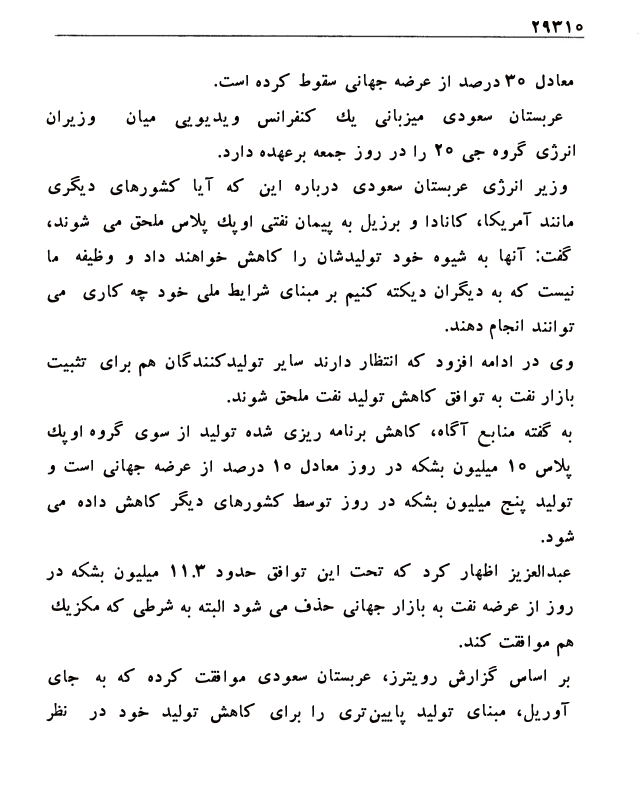 ۲۹۳۱۰
معادل ۳۰ درصد از عرضه جهانی سقوط کرده است.
عربستان سعودی میزبانی یك کنفرانس ویدیویی میان وزیران
انرژی گروه جی ۲۰ را در روز جمعه برعهده دارد.
وزیر انرژی عربستان سعودی درباره این که آیا کشورهای دیگری
مانند آمریکا، کانادا و برزیل به پیمان نفتی اوپك پلاس ملحق می شوند،
گفت: آنها به شیوه خود تولیدشان را کاهش خواهند داد و وظیفه ما
نیست که به دیگران دیکته کنیم بر مبنای شرایط ملی خود چه کاری می
توانند انجام دهند.
وی در ادامه افزود که انتظار دارند سایر تولیدکنندگان هم برای تثبیت
بازار نفت به توافق کاهش تولید نفت ملحق شوند.
به گفته منابع آگاه، کاهش برنامه ریزی شده تولید از سوی گروه اوپك
پلاس ۱۰ میلیون بشکه در روز معادل ۱۰ درصد از عرضه جهانی است و
تولید پنج میلیون بشکه در روز توسط کشورهای دیگر کاهش داده می
شود.
عبدالعزیز اظهار کرد که تحت این توافق حدود ۱۱.۳ میلیون بشکه در
روز از عرضه نفت به بازار جهانی حذف می شود البته به شرطی که مکزیك
هم موافقت کند.
بر اساس گزارش رویترز، عربستان سعودی موافقت کرده که به جای
آوریل، مبنای تولید پایین‌تری را برای کاهش تولید خود در نظر